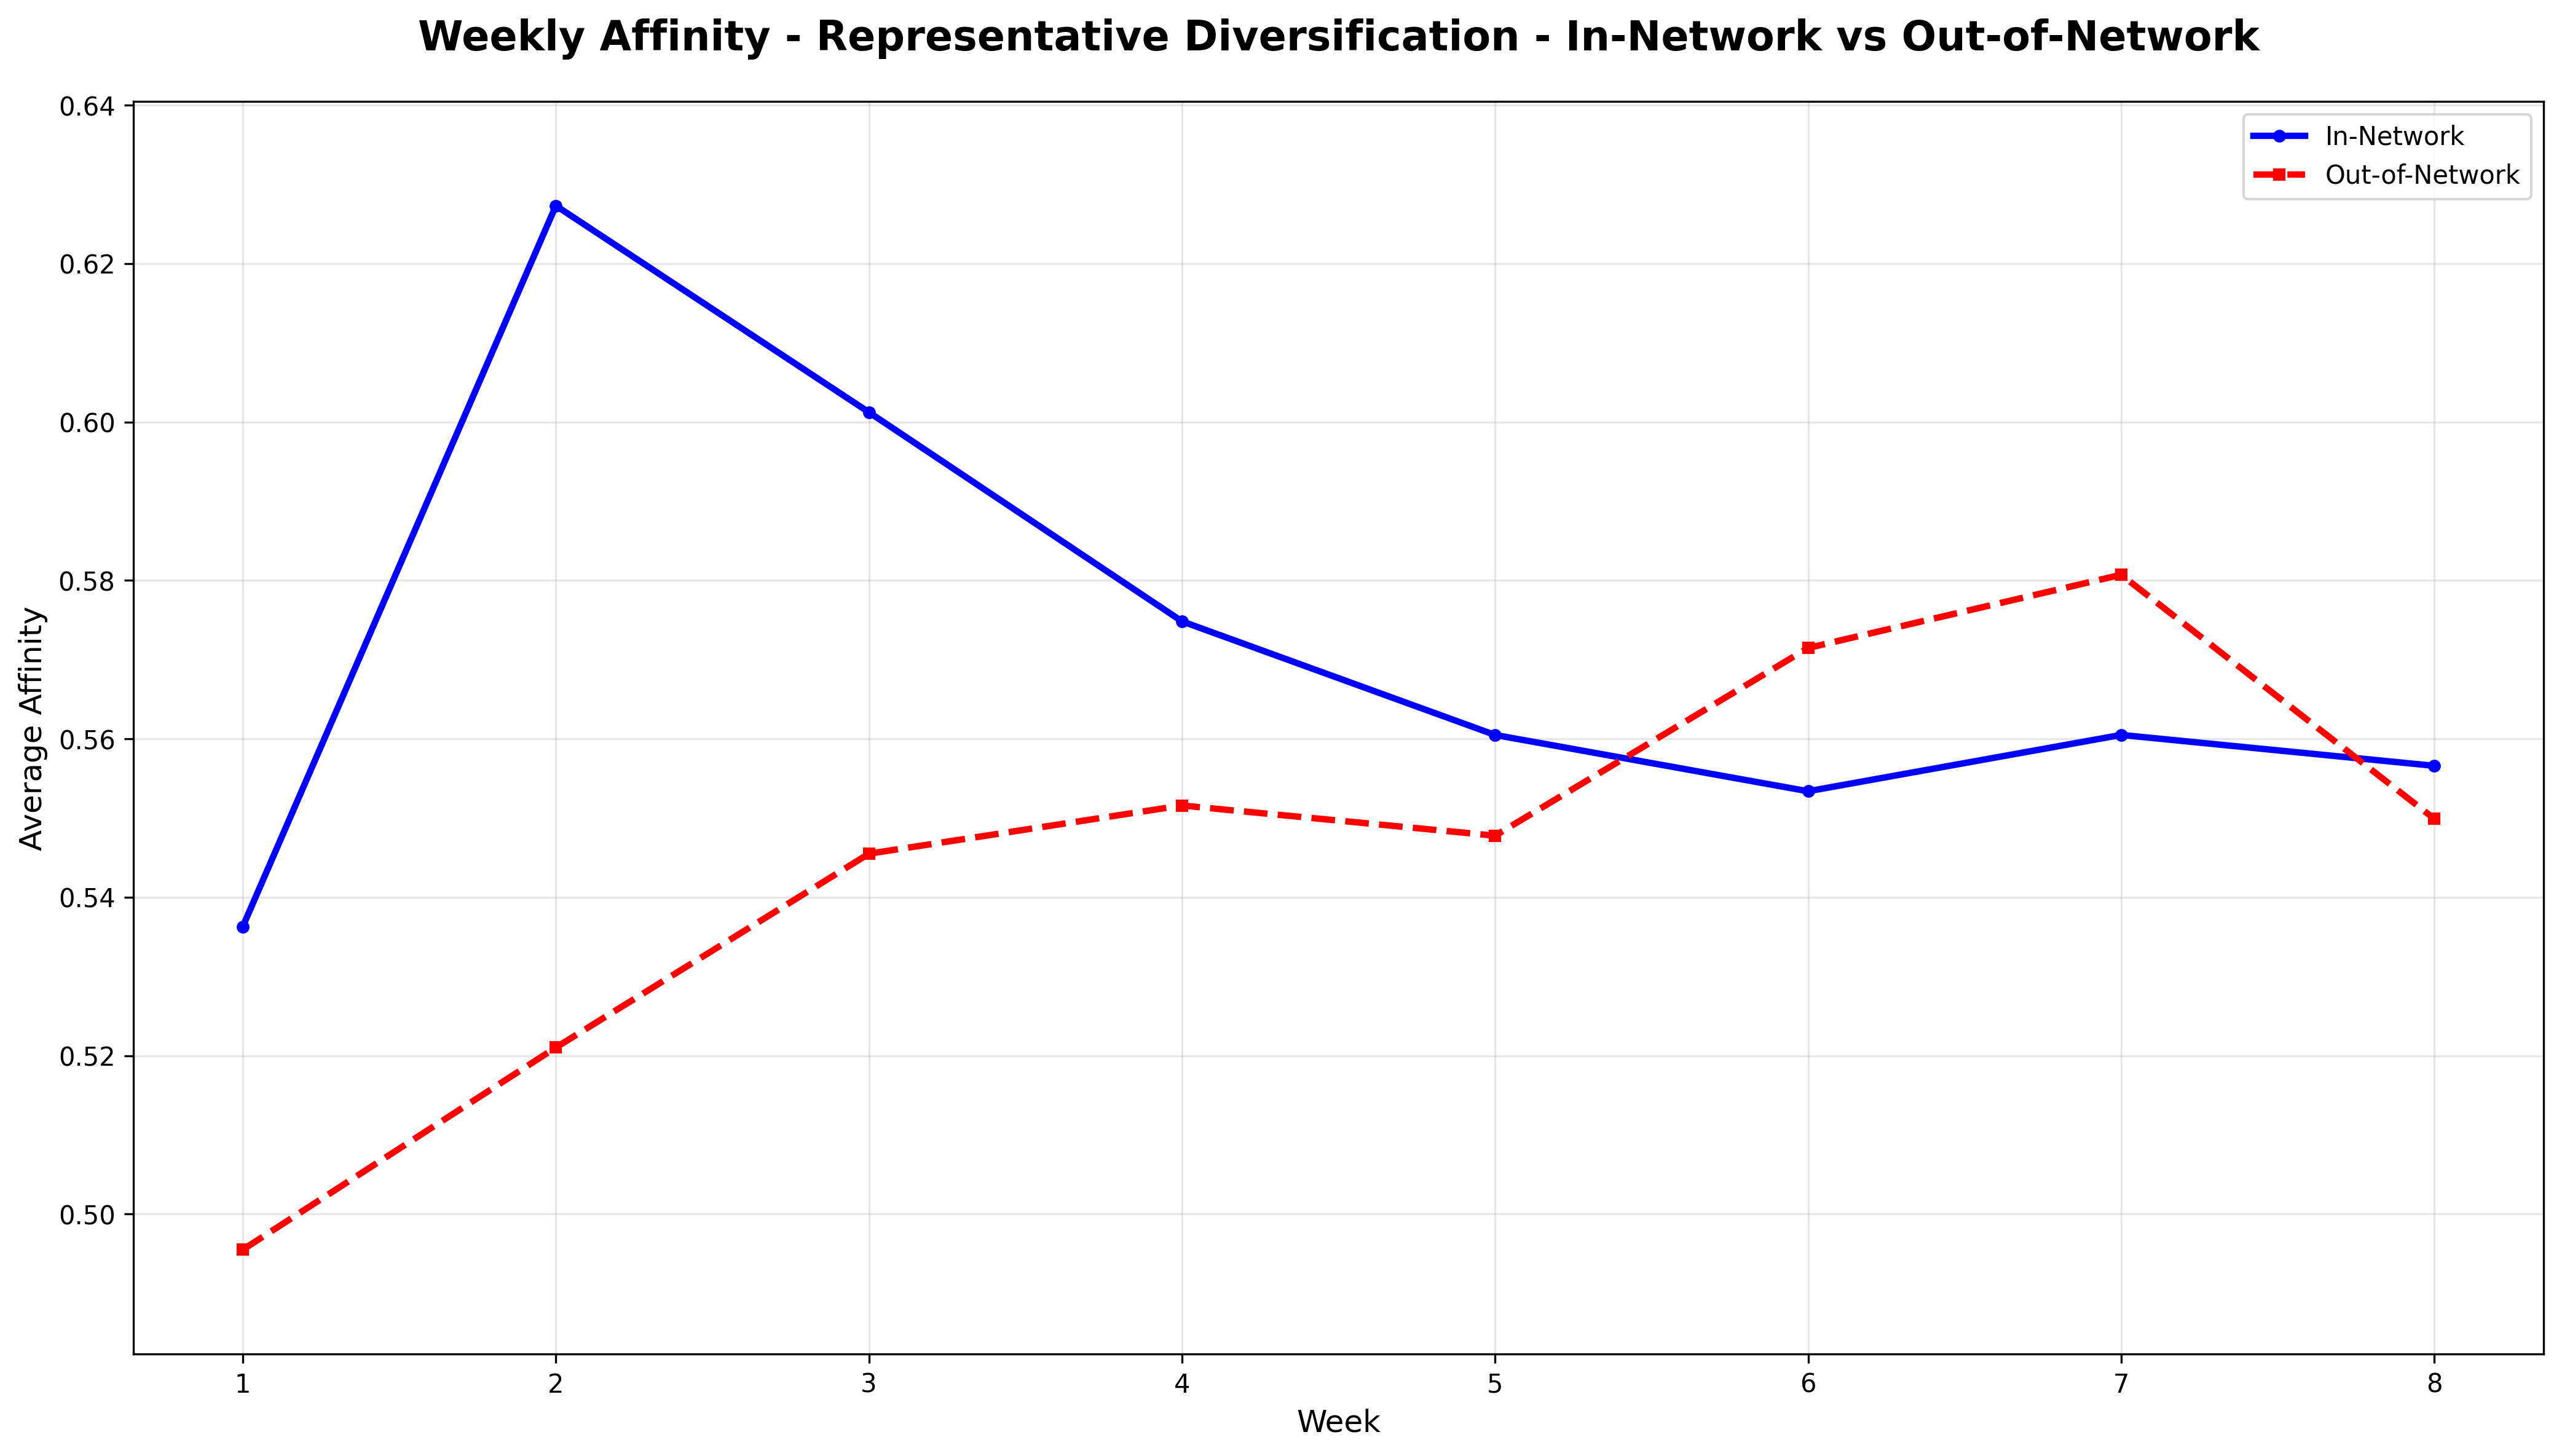 Weekly Affinity - Representative Diversification - In-Network vs Out-of-Network
In-Network
Out-of-Network
Average Affinity
0.64
0.62
0.60
0.58
0.56
0.54
0.52
0.50
1 2 3 4 5 6 7 8
Week